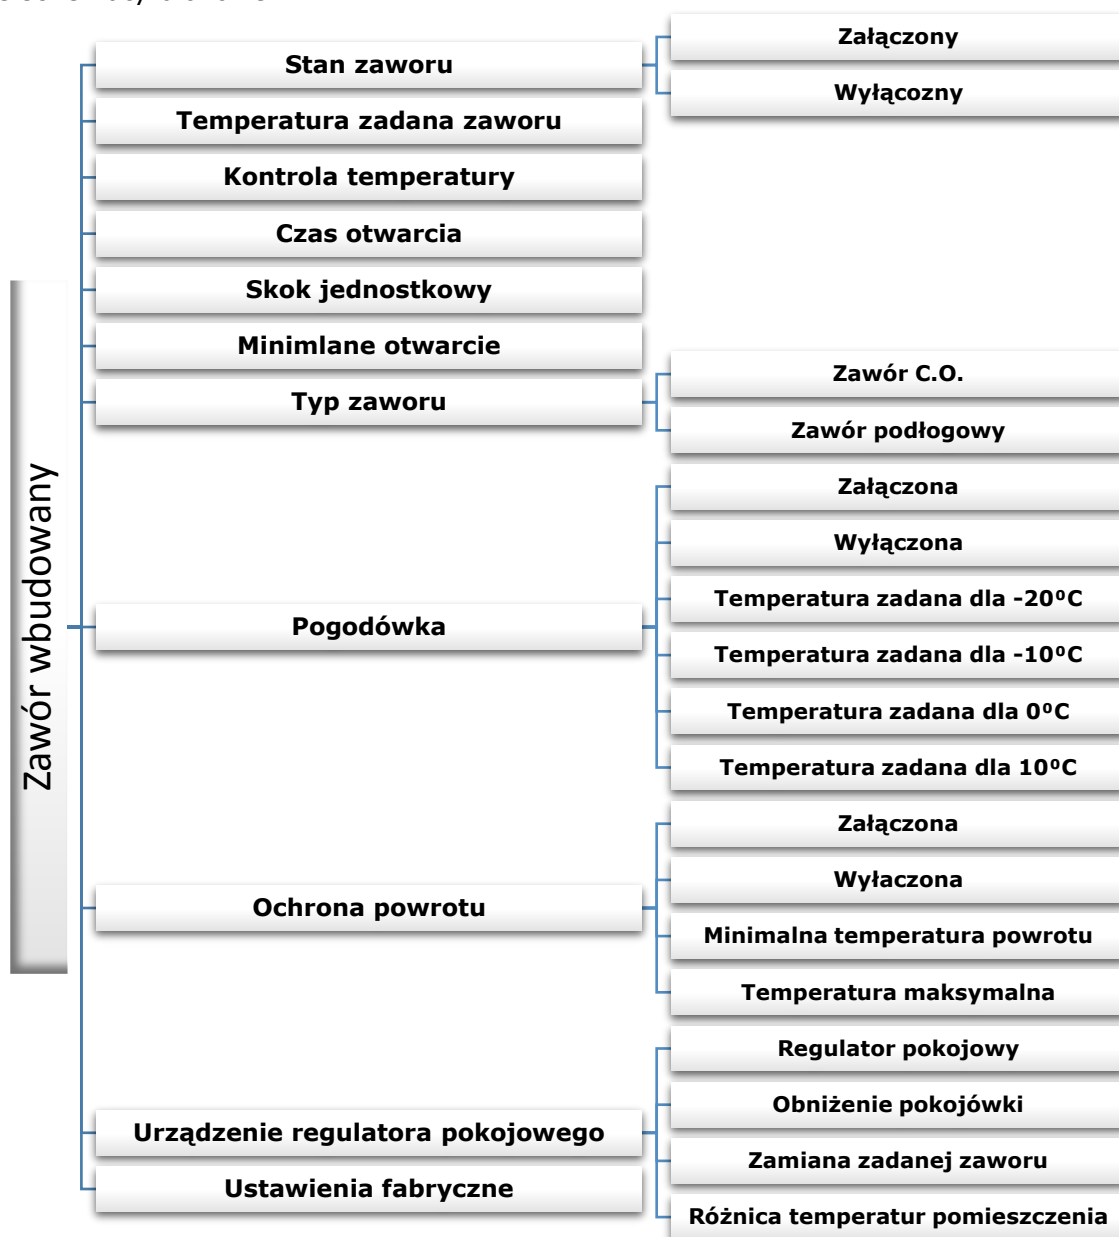 Zawór wbudowany
Stan zaworu
Załączony
Wyłącozny
Temperatura zadana zaworu
Kontrola temperatury
Czas otwarcia
Skok jednostkowy
Minimlane otwarcie
Typ zaworu
Zawór C.O.
Zawór podłogowy
Pogodówka
Załączona
Wyłączona
Temperatura zadana dla -20ºC
Temperatura zadana dla -10ºC
Temperatura zadana dla 0ºC
Temperatura zadana dla 10ºC
Ochrona powrotu
Załączona
Wyłaczona
Minimalna temperatura powrotu
Temperatura maksymalna
Urządzenie regulatora pokojowego
Regulator pokojowy
Obniżenie pokojówki
Zamiana zadanej zaworu
Różnica temperatur pomieszczenia
Ustawienia fabryczne